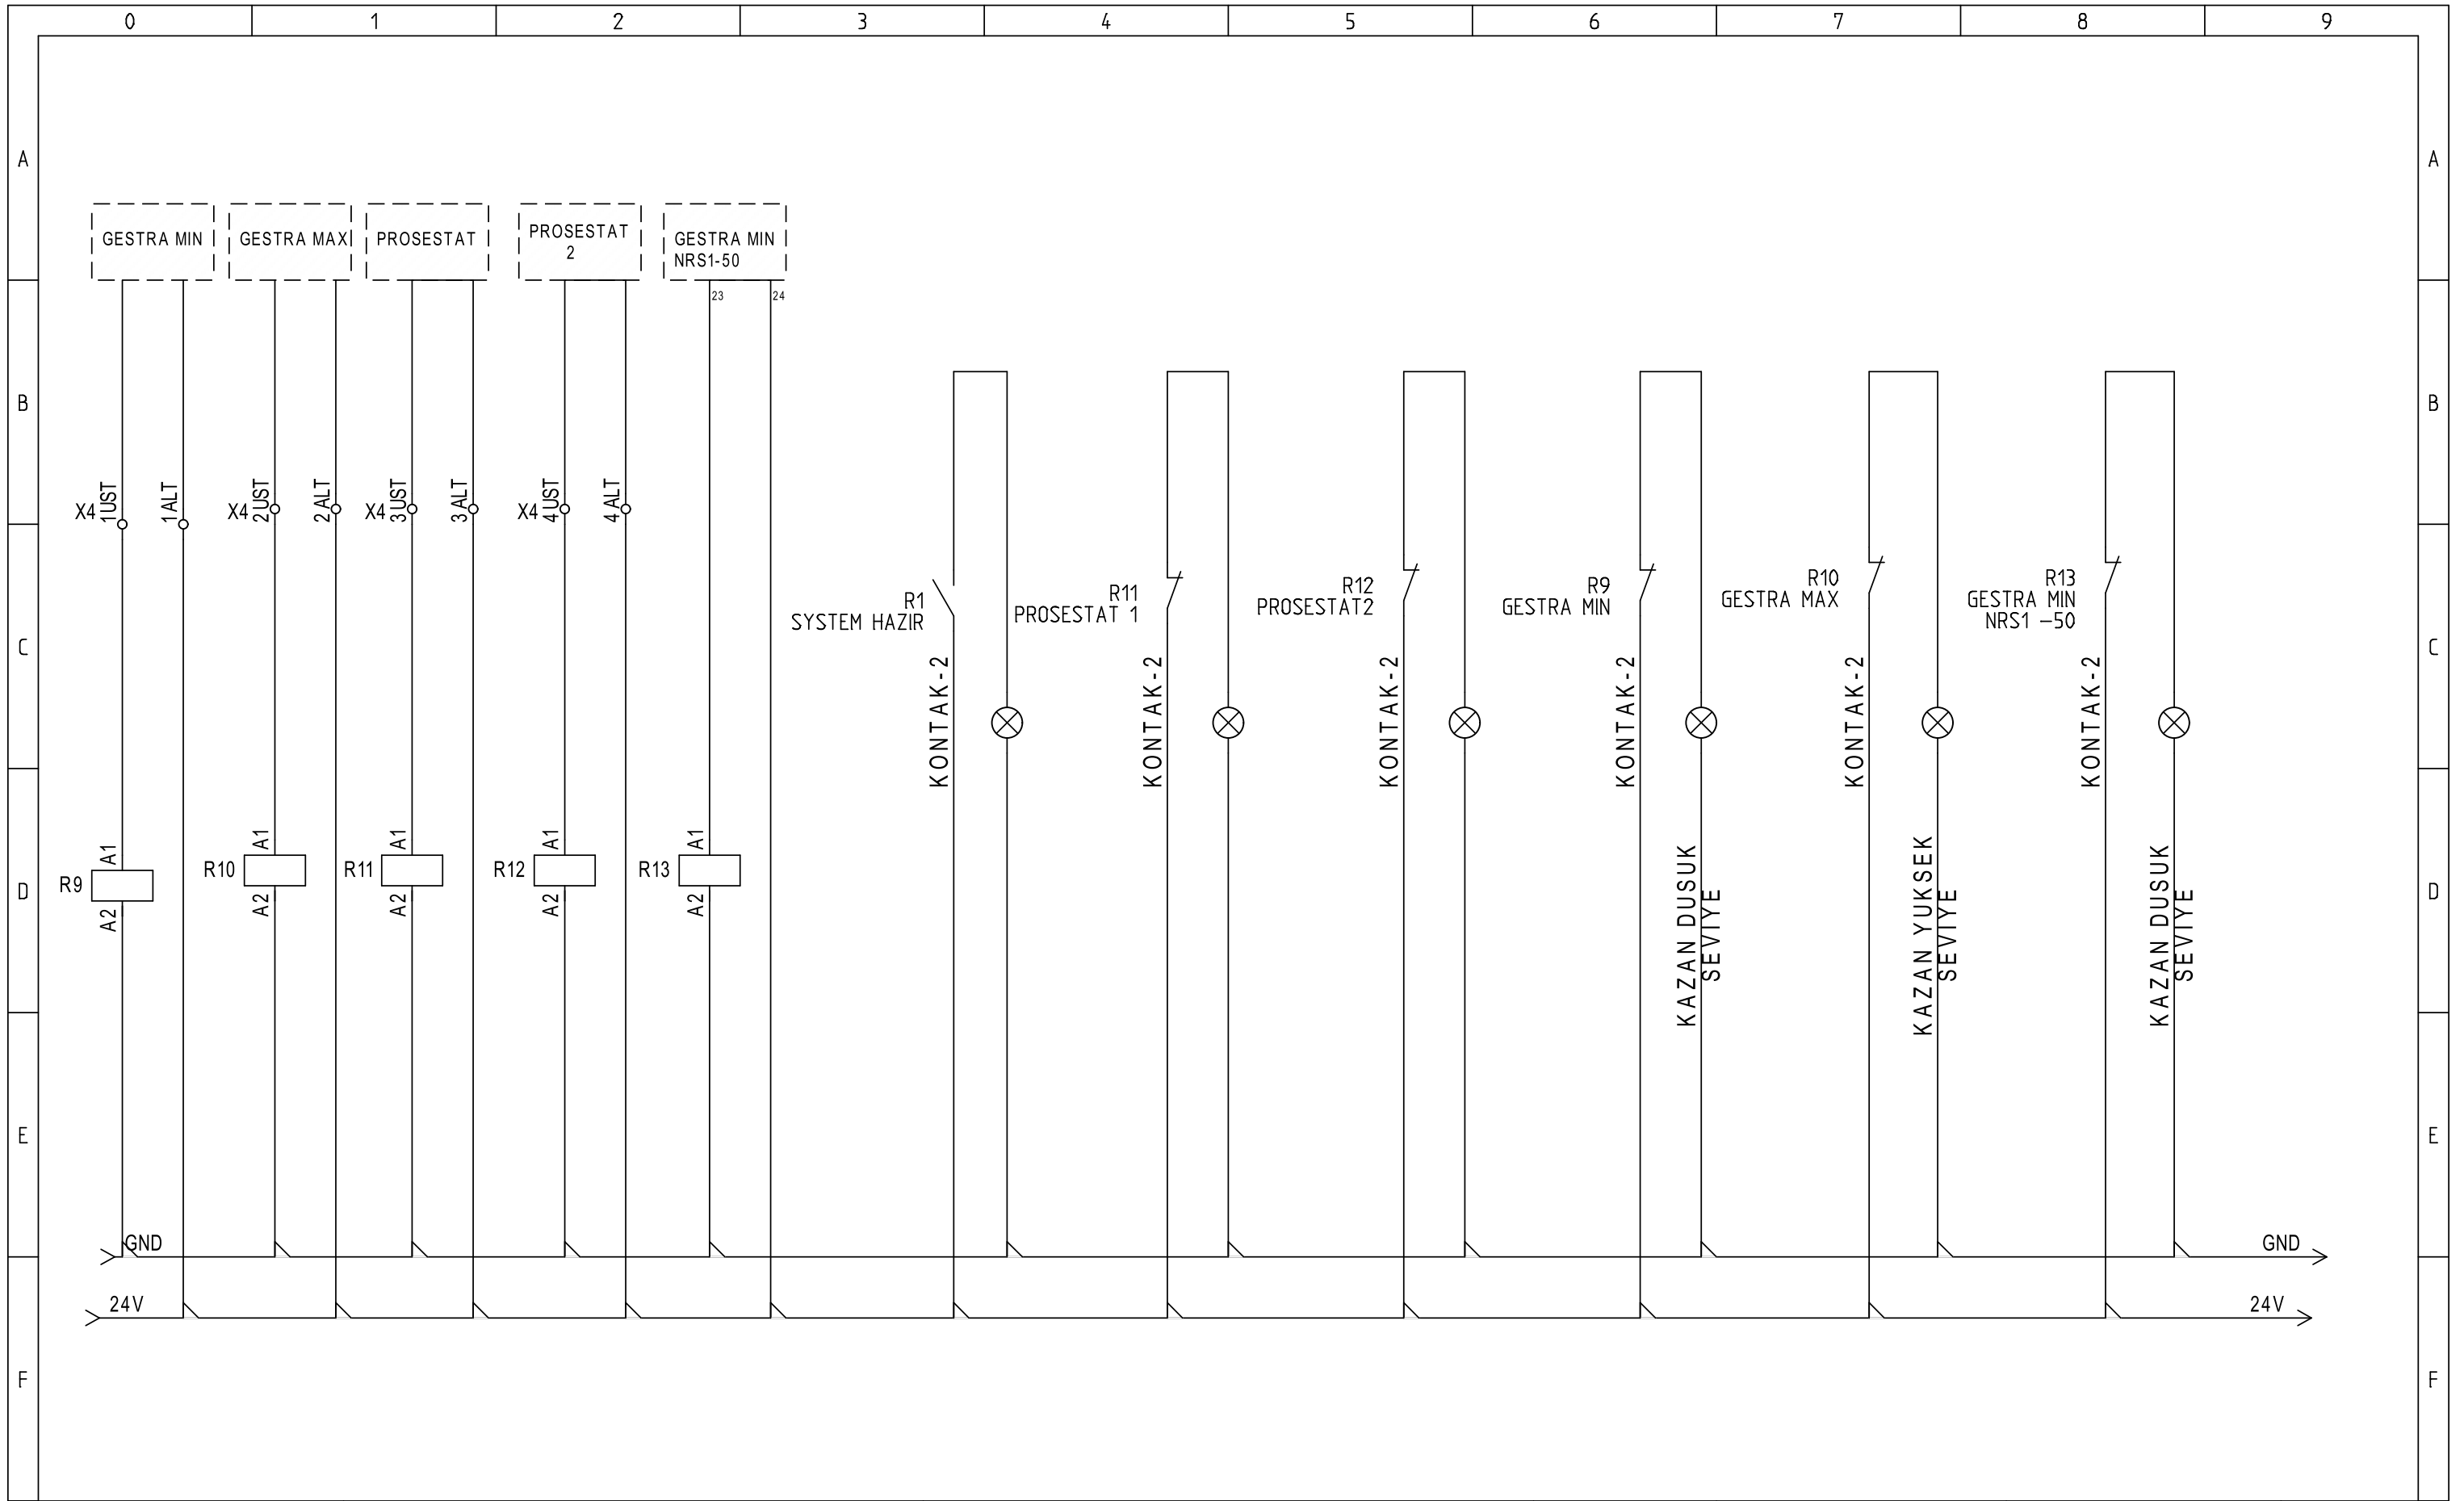 0 1 2 3 4 5 6 7 8 9
A A
GESTRA MIN
GESTRA MAX
PROSESTAT
PROSESTAT
2
GESTRA MIN
NRS1-50
23 24
B B
X4 1UST 1ALT
X4 2UST 2ALT
X4 3UST 3ALT
X4 4UST 4ALT
R1
SYSTEM HAZIR
KONTAK-2
R11
PROSESTAT 1
KONTAK-2
R12
PROSESTAT2
KONTAK-2
R9
GESTRA MIN
KONTAK-2
R10
GESTRA MAX
KONTAK-2
R13
GESTRA MIN
NRS1 -50
KONTAK-2
C C
R9 A1 A2
R10 A1 A2
R11 A1 A2
R12 A1 A2
R13 A1 A2
KAZAN DUSUK
SEVIYE
KAZAN YUKSEK
SEVIYE
KAZAN DUSUK
SEVIYE
D D
E E
GND GND
24V 24V
F F